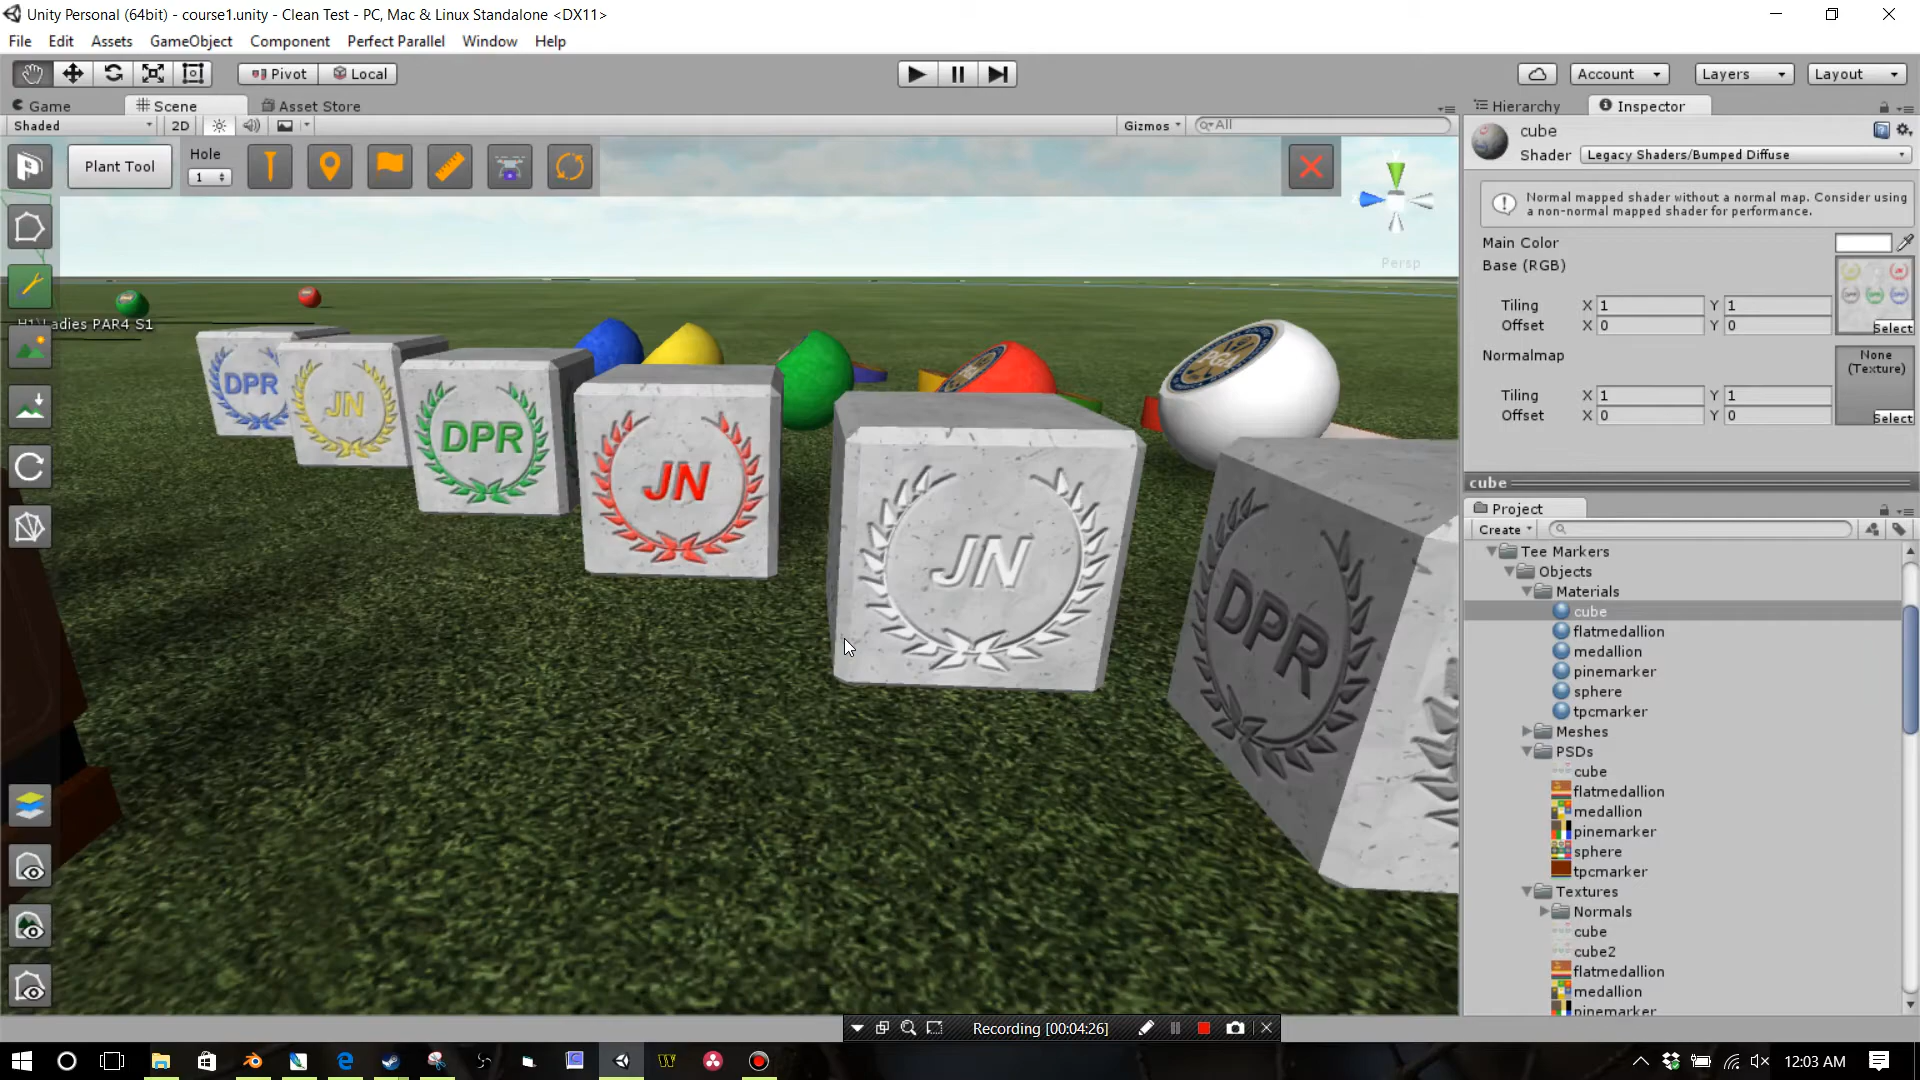 Unity Personal (64bit) - course1.unity - Clean Test - PC, Mac & Linux Standalone <DX11>
File Edit Assets GameObject Component Perfect Parallel Window Help
Pivot Local Account Layers Layout
Game Scene Asset Store Hierarchy Inspector
Shaded 2D Gizmos All
cube
Shader Legacy Shaders/Bumped Diffuse
Plant Tool
Hole
1
Normal mapped shader without a normal map. Consider using
a non-normal mapped shader for performance.
Main Color
Base (RGB)
Tiling X 1 Y 1
Offset X 0 Y 0
Select
Normalmap
None
(Texture)
Tiling X 1 Y 1
Offset X 0 Y 0
Select
Persp
PAR4 S1
DPR
JN
DPR
JN
JN
DPR
PGA
cube
Project
Create
Tee Markers
Objects
Materials
cube
flatmedallion
medallion
pinemarker
sphere
tpcmarker
Meshes
PSDs
cube
flatmedallion
medallion
pinemarker
sphere
tpcmarker
Textures
Normals
cube
cube2
flatmedallion
medallion
pinemarker
Recording [00:04:26]
12:03 AM